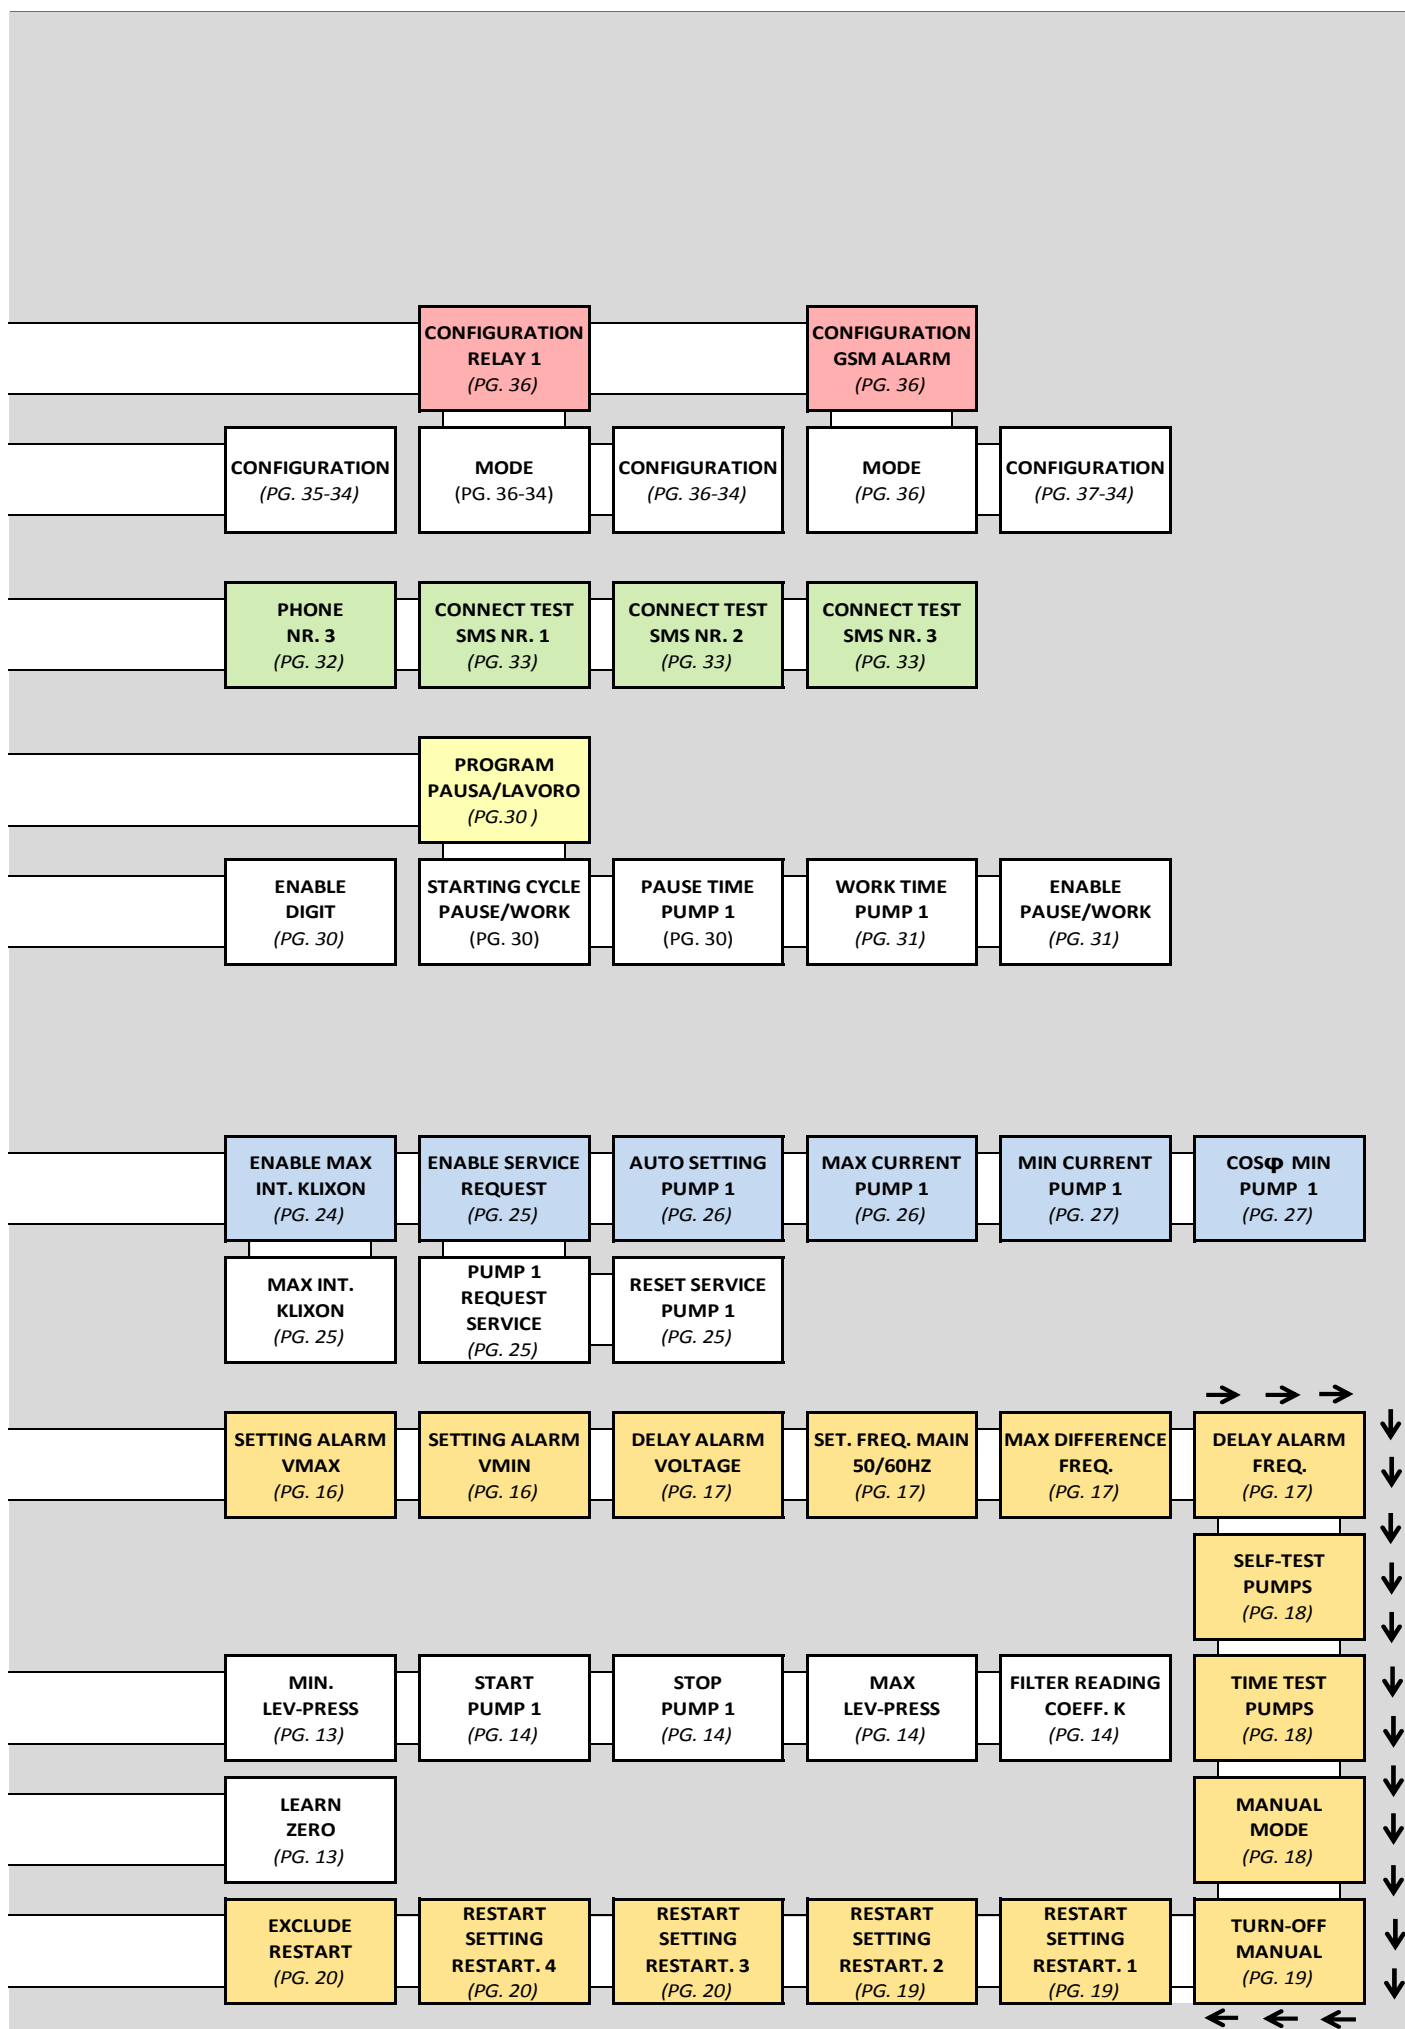 CONFIGURATION
RELAY 1
(PG. 36)
CONFIGURATION
GSM ALARM
(PG. 36)
CONFIGURATION
(PG. 35-34)
MODE
(PG. 36-34)
CONFIGURATION
(PG. 36-34)
MODE
(PG. 36)
CONFIGURATION
(PG. 37-34)
PHONE
NR. 3
(PG. 32)
CONNECT TEST
SMS NR. 1
(PG. 33)
CONNECT TEST
SMS NR. 2
(PG. 33)
CONNECT TEST
SMS NR. 3
(PG. 33)
PROGRAM
PAUSA/LAVORO
(PG.30 )
ENABLE
DIGIT
(PG. 30)
STARTING CYCLE
PAUSE/WORK
(PG. 30)
PAUSE TIME
PUMP 1
(PG. 30)
WORK TIME
PUMP 1
(PG. 31)
ENABLE
PAUSE/WORK
(PG. 31)
ENABLE MAX
INT. KLIXON
(PG. 24)
ENABLE SERVICE
REQUEST
(PG. 25)
AUTO SETTING
PUMP 1
(PG. 26)
MAX CURRENT
PUMP 1
(PG. 26)
MIN CURRENT
PUMP 1
(PG. 27)
COSφ MIN
PUMP 1
(PG. 27)
MAX INT.
KLIXON
(PG. 25)
PUMP 1
REQUEST
SERVICE
(PG. 25)
RESET SERVICE
PUMP 1
(PG. 25)
SETTING ALARM
VMAX
(PG. 16)
SETTING ALARM
VMIN
(PG. 16)
DELAY ALARM
VOLTAGE
(PG. 17)
SET. FREQ. MAIN
50/60HZ
(PG. 17)
MAX DIFFERENCE
FREQ.
(PG. 17)
DELAY ALARM
FREQ.
(PG. 17)
SELF-TEST
PUMPS
(PG. 18)
MIN.
LEV-PRESS
(PG. 13)
START
PUMP 1
(PG. 14)
STOP
PUMP 1
(PG. 14)
MAX
LEV-PRESS
(PG. 14)
FILTER READING
COEFF. K
(PG. 14)
TIME TEST
PUMPS
(PG. 18)
LEARN
ZERO
(PG. 13)
MANUAL
MODE
(PG. 18)
EXCLUDE
RESTART
(PG. 20)
RESTART
SETTING
RESTART. 4
(PG. 20)
RESTART
SETTING
RESTART. 3
(PG. 20)
RESTART
SETTING
RESTART. 2
(PG. 19)
RESTART
SETTING
RESTART. 1
(PG. 19)
TURN-OFF
MANUAL
(PG. 19)